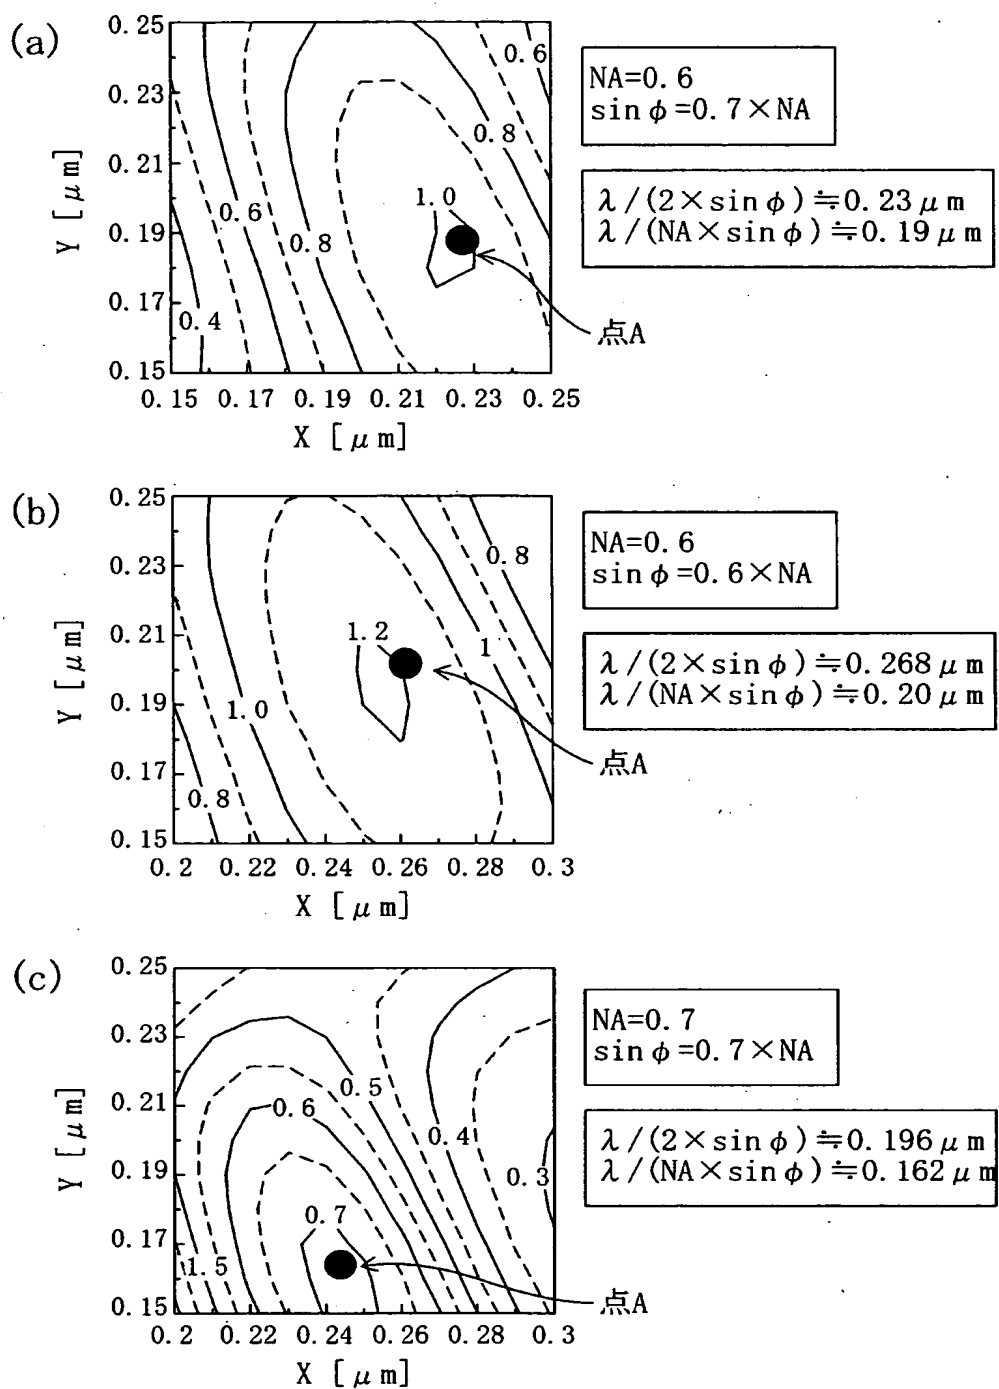 (a)
0.25
0.23
0.21
0.19
0.17
0.15
Y [μm]
0.6
0.8
1.0
0.6
0.8
0.4
0.15 0.17 0.19 0.21 0.23 0.25
X [μm]
NA=0.6
sinφ=0.7×NA
λ/(2×sinφ)≒0.23μm
λ/(NA×sinφ)≒0.19μm
点A
(b)
0.25
0.23
0.21
0.19
0.17
0.15
Y [μm]
0.8
1.2
1
1.0
0.8
0.2 0.22 0.24 0.26 0.28 0.3
X [μm]
NA=0.6
sinφ=0.6×NA
λ/(2×sinφ)≒0.268μm
λ/(NA×sinφ)≒0.20μm
点A
(c)
0.25
0.23
0.21
0.19
0.17
0.15
Y [μm]
0.5
0.6
0.4
0.3
0.7
1.5
0.2 0.22 0.24 0.26 0.28 0.3
X [μm]
NA=0.7
sinφ=0.7×NA
λ/(2×sinφ)≒0.196μm
λ/(NA×sinφ)≒0.162μm
点A